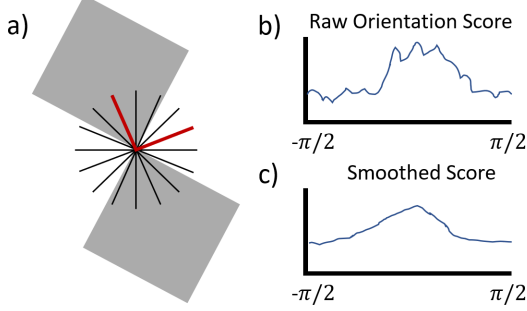 a)
b)
Raw Orientation Score
-π/2
π/2
c)
Smoothed Score
-π/2
π/2